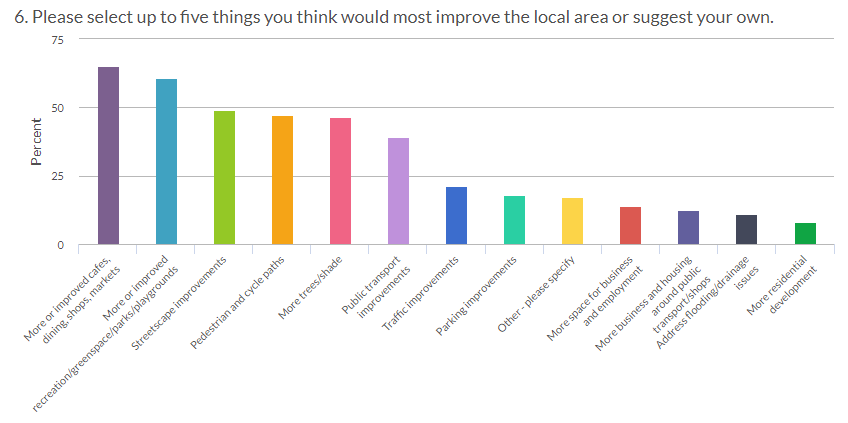 6. Please select up to five things you think would most improve the local area or suggest your own.
75
50
25
0
Percent
More or improved cafes,
dining, shops, markets
More or improved
recreation/greenspace/parks/playgrounds
Streetscape improvements
Pedestrian and cycle paths
More trees/shade
Public transport
improvements
Traffic improvements
Parking improvements
Other - please specify
More space for business
and employment
More business and housing
around public
transport/shops
Address flooding/drainage
issues
More residential
development